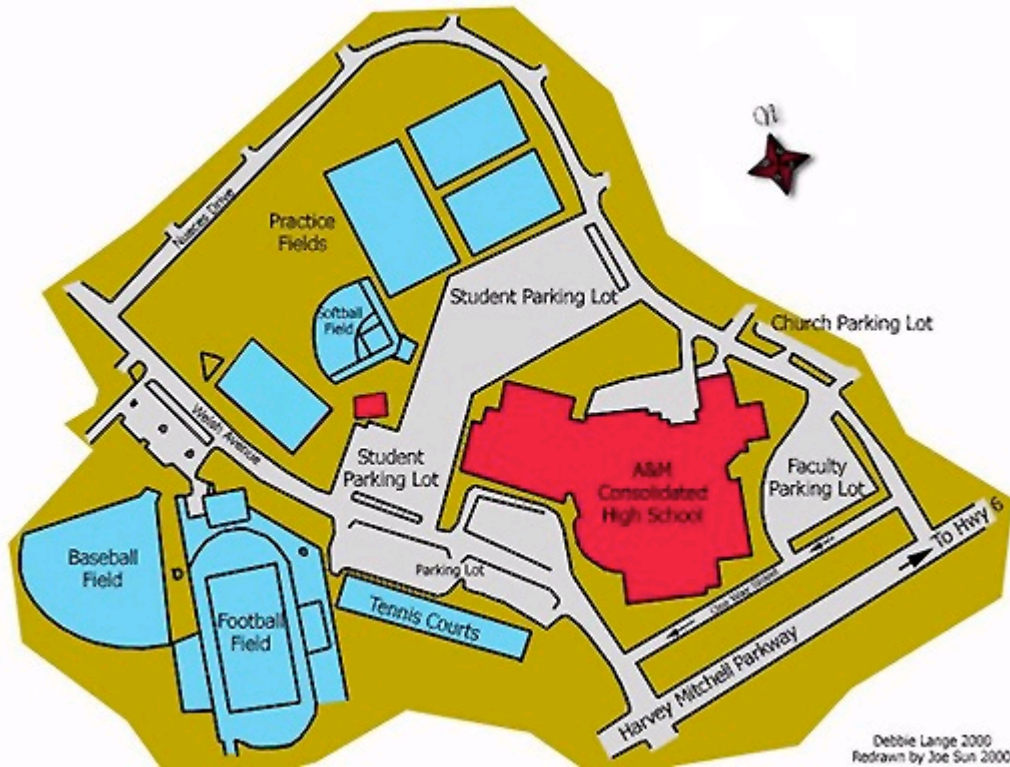 N
Nueces Drive
Practice
Fields
Softball
Field
Student Parking Lot
Church Parking Lot
Welsh Avenue
Student
Parking Lot
A&M
Consolidated
High School
Faculty
Parking Lot
To Hwy 6
Baseball
Field
Parking Lot
One Way Street
Tennis Courts
Football
Field
Harvey Mitchell Parkway
Debbie Lange 2000
Redrawn by Joe Sun 2000